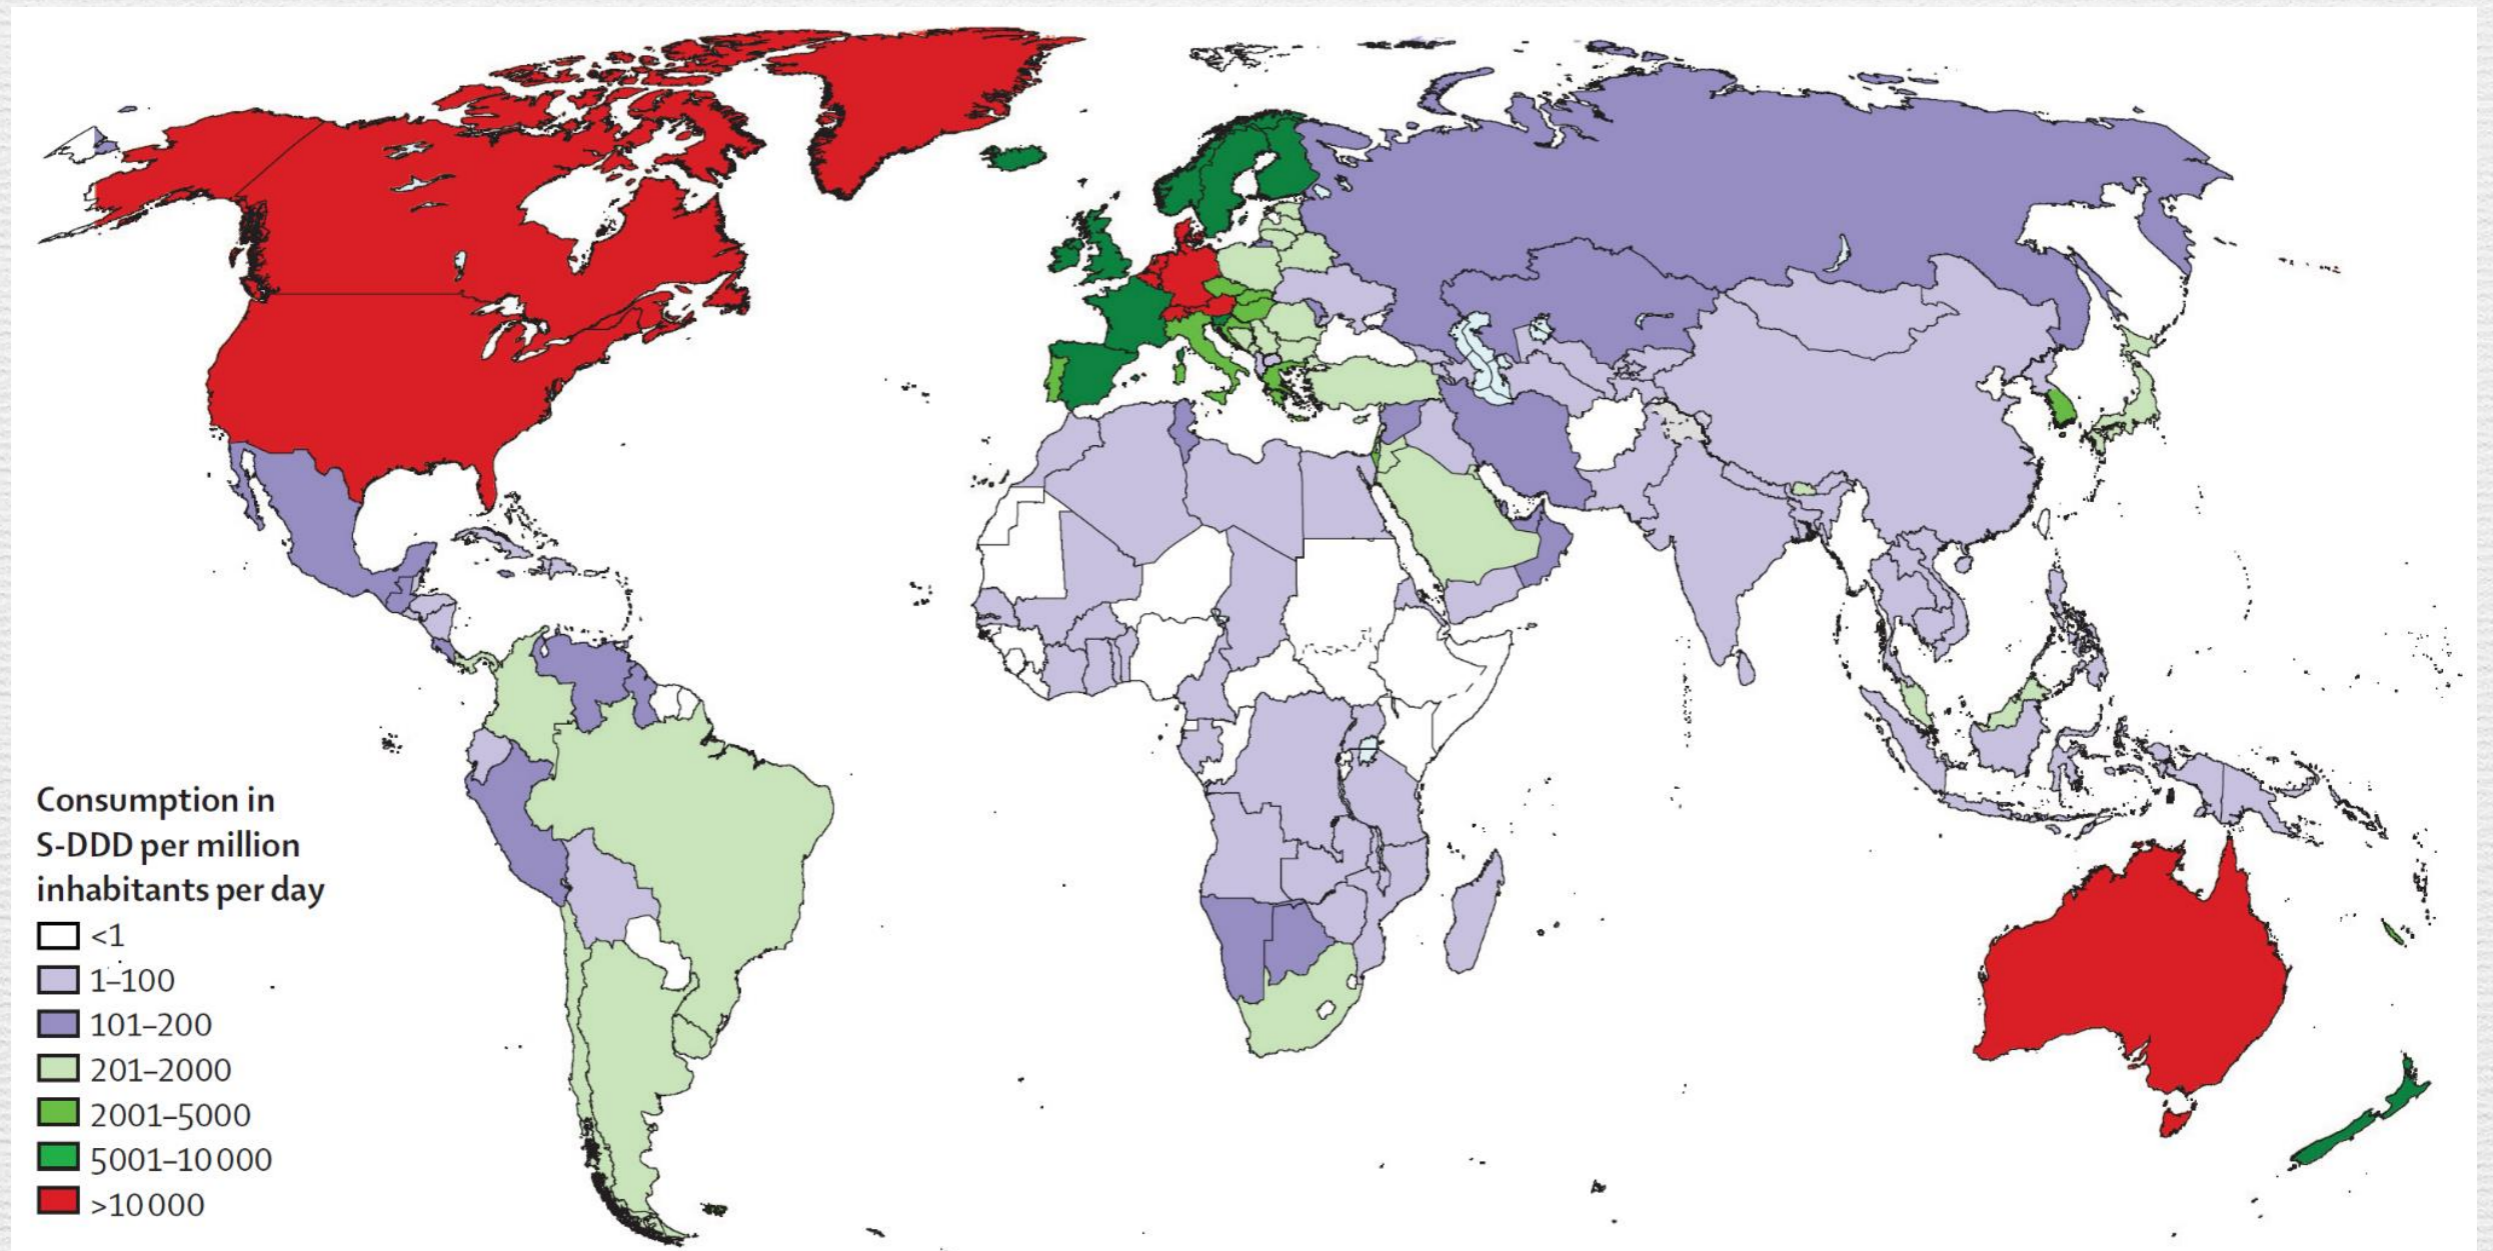 Consumption in
S-DDD per million
inhabitants per day
<1
1–100
101–200
201–2000
2001–5000
5001–10 000
>10 000